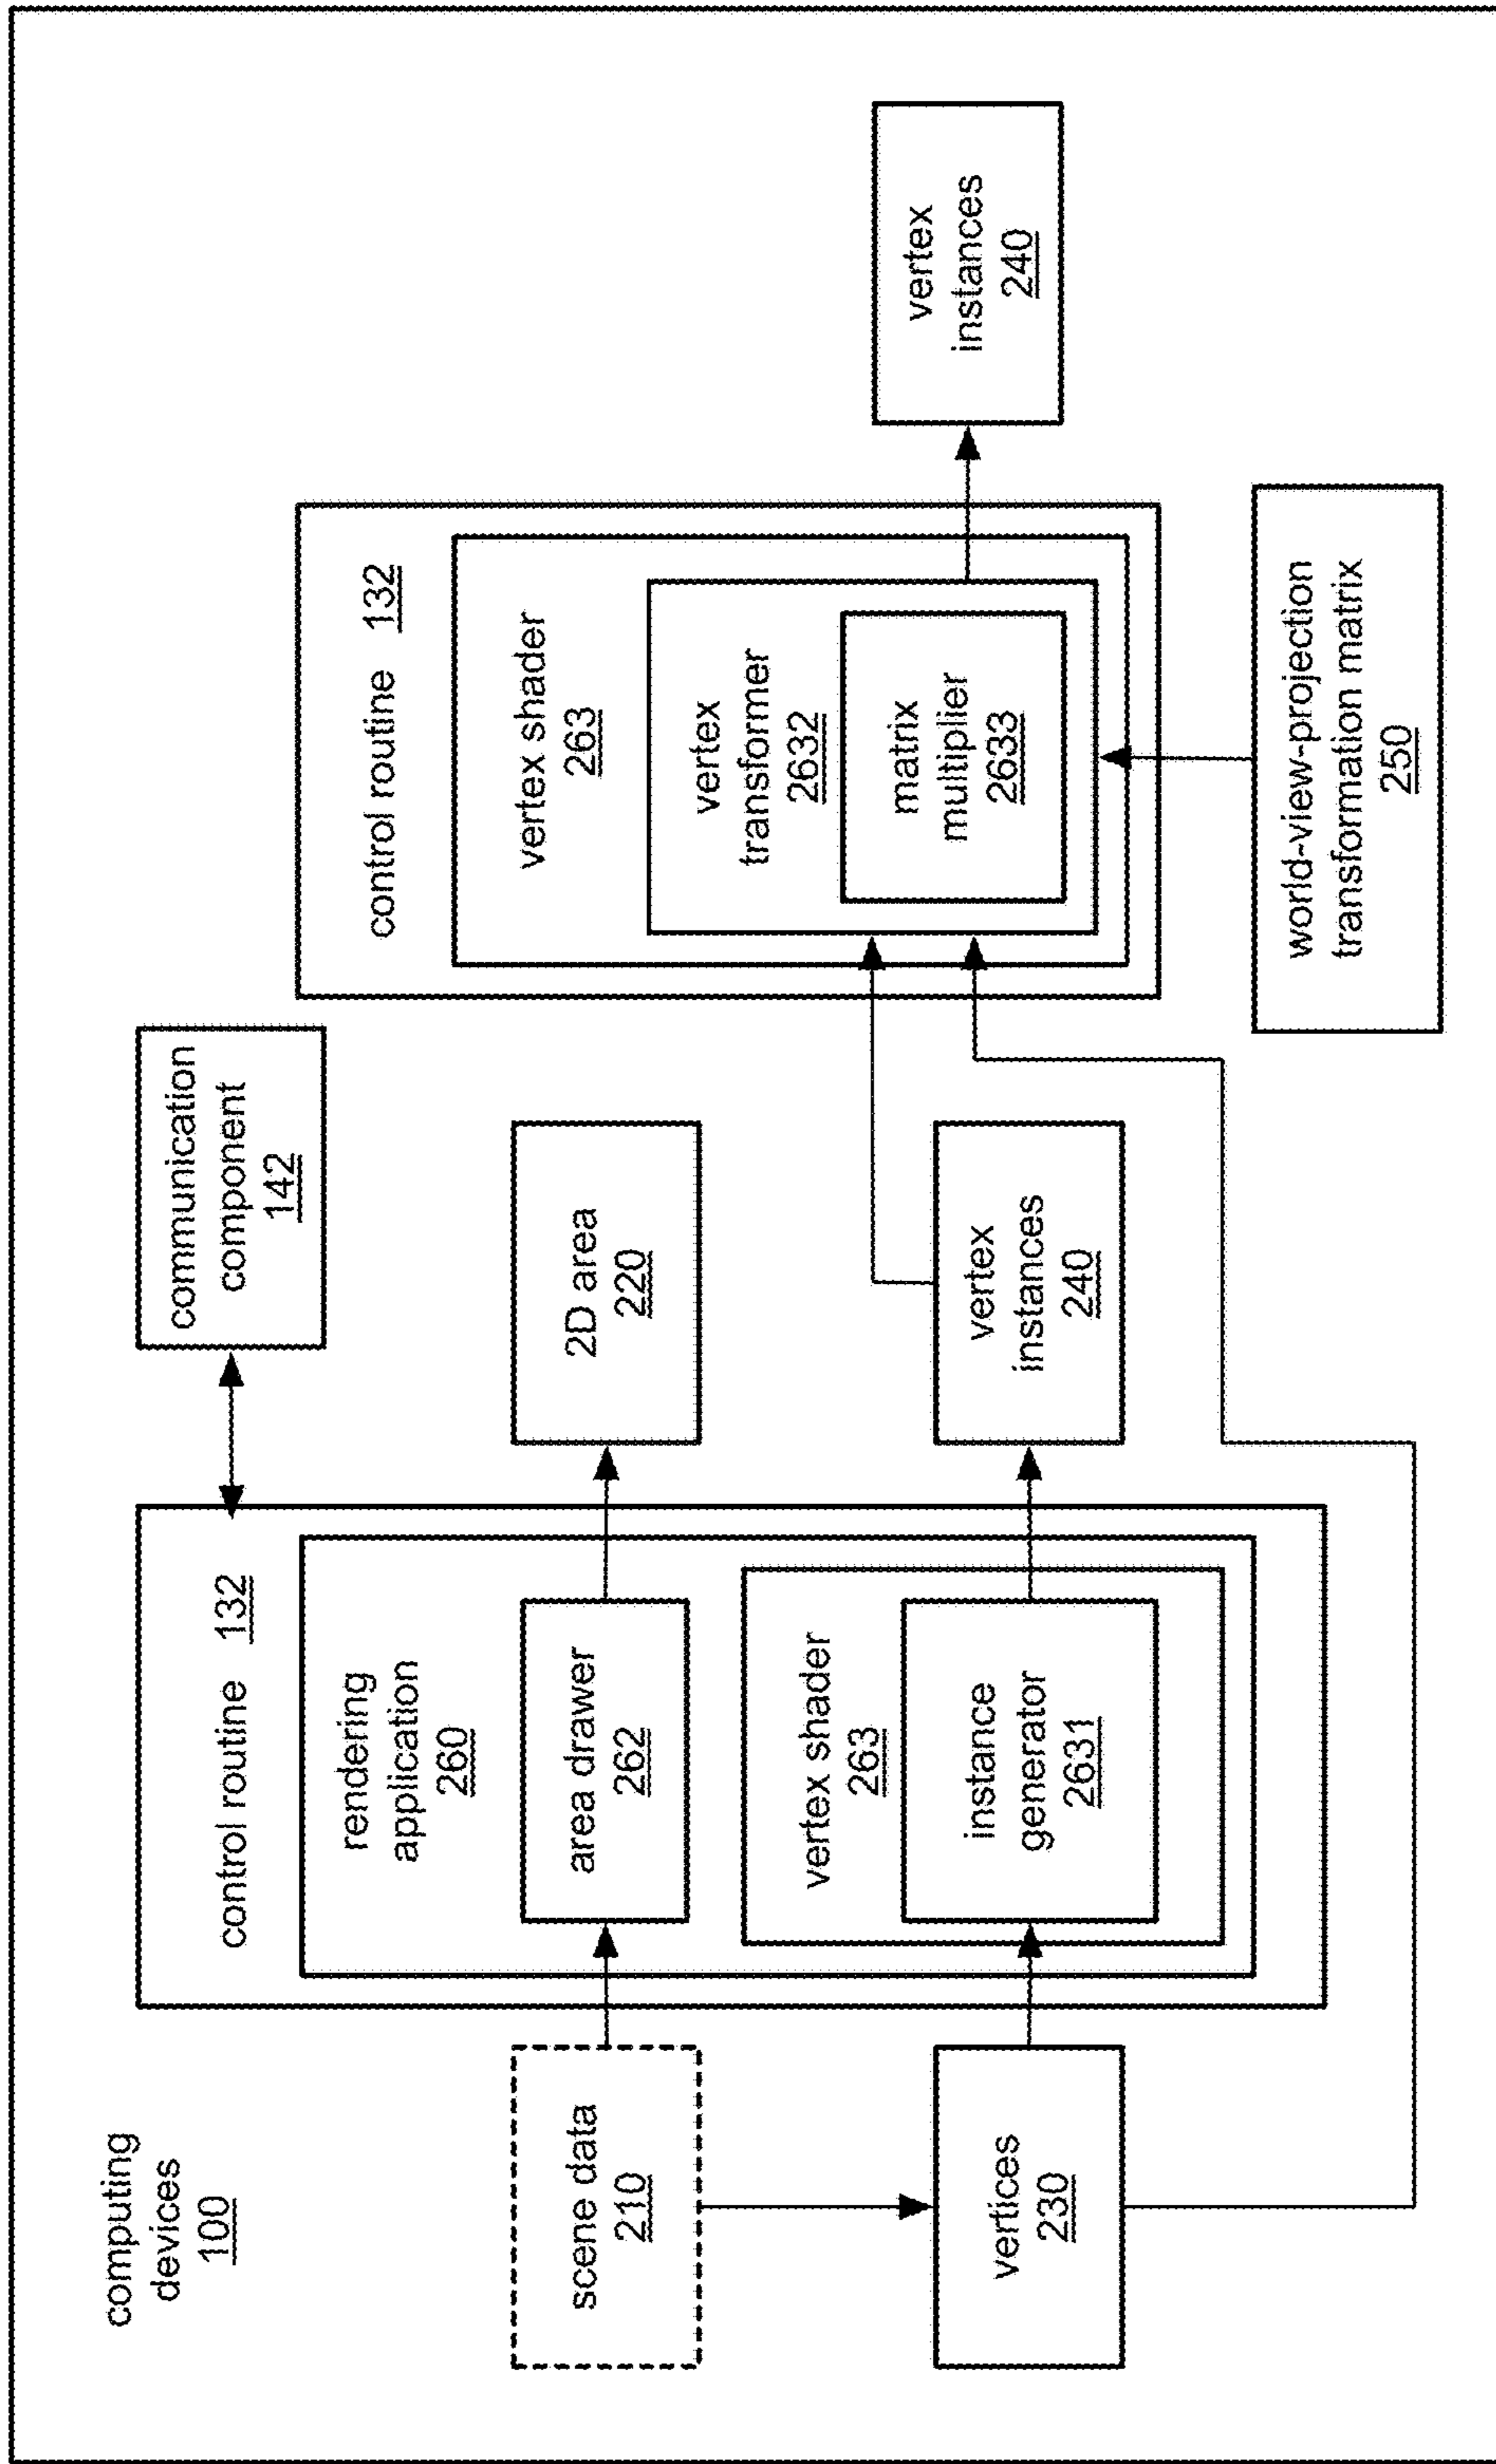 computing
devices
100
scene data
210
vertices
230
control routine 132
rendering
application
260
area drawer
262
vertex shader
263
instance
generator
2631
communication
component
142
2D area
220
vertex
instances
240
control routine 132
vertex shader
263
vertex
transformer
2632
matrix
multiplier
2633
world-view-projection
transformation matrix
250
vertex
instances
240